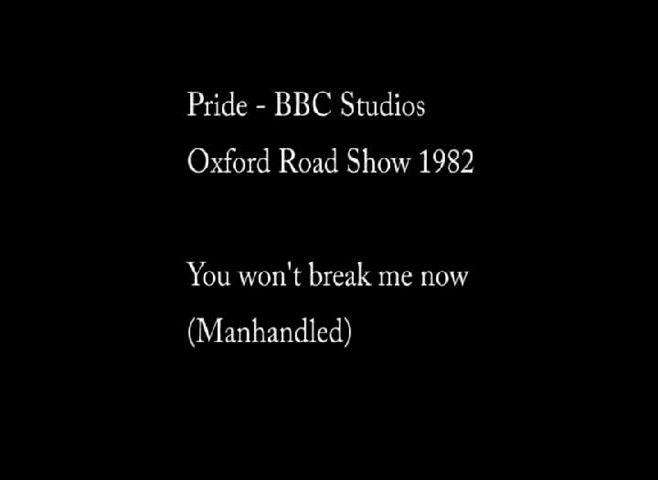 Pride - BBC Studios
Oxford Road Show 1982
You won't break me now
(Manhandled)